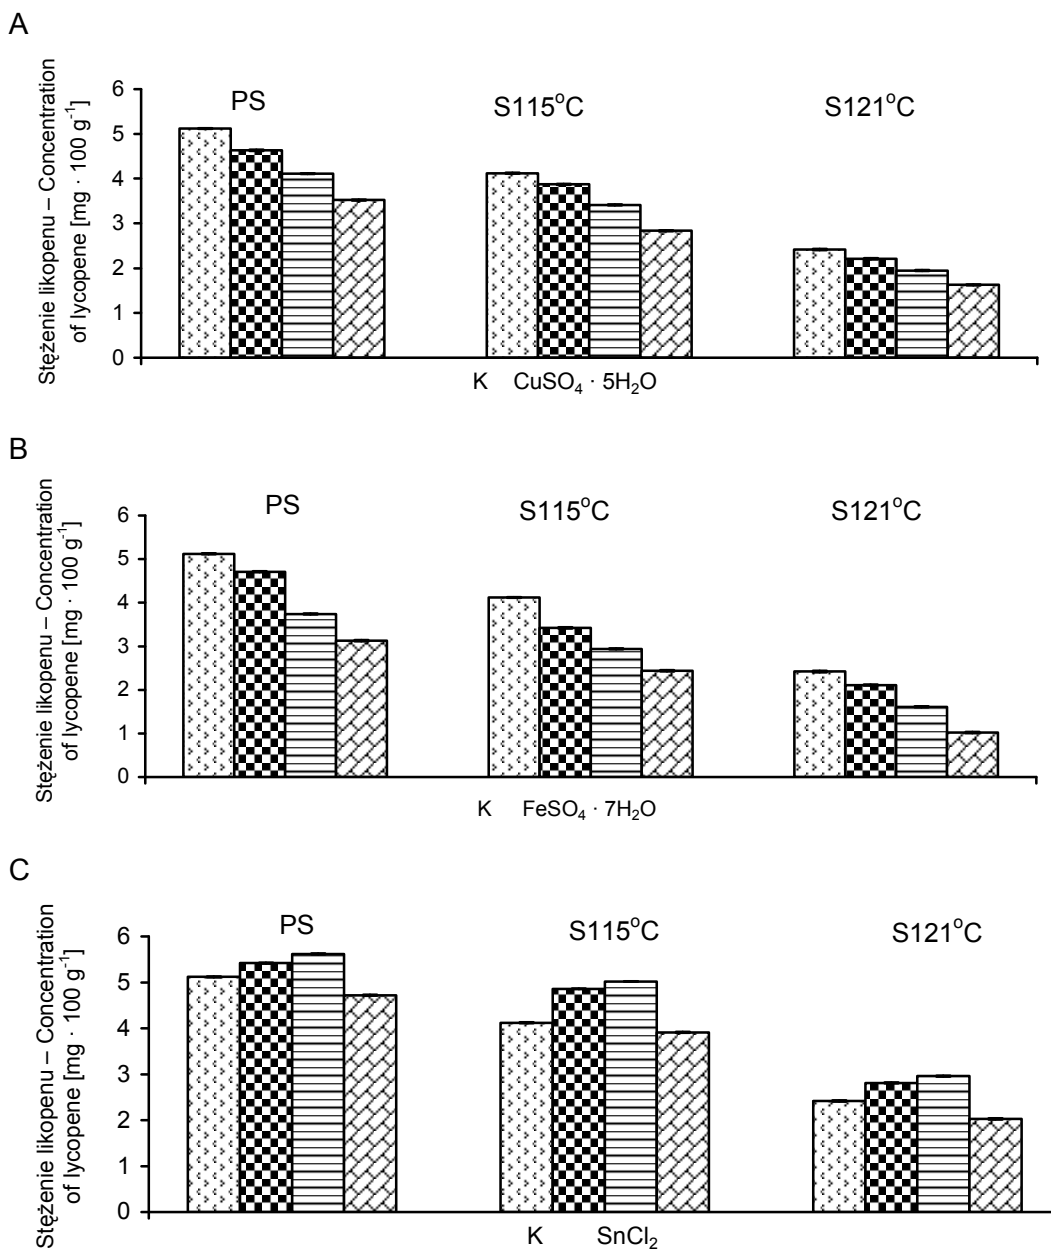 A
Stężenie likopenu – Concentration
of lycopene [mg · 100 g⁻¹]
6
5
4
3
2
1
0
PS
S115°C
S121°C
K CuSO₄ · 5H₂O
B
Stężenie likopenu – Concentration
of lycopene [mg · 100 g⁻¹]
6
5
4
3
2
1
0
PS
S115°C
S121°C
K FeSO₄ · 7H₂O
C
Stężenie likopenu – Concentration
of lycopene [mg · 100 g⁻¹]
6
5
4
3
2
1
0
PS
S115°C
S121°C
K SnCl₂